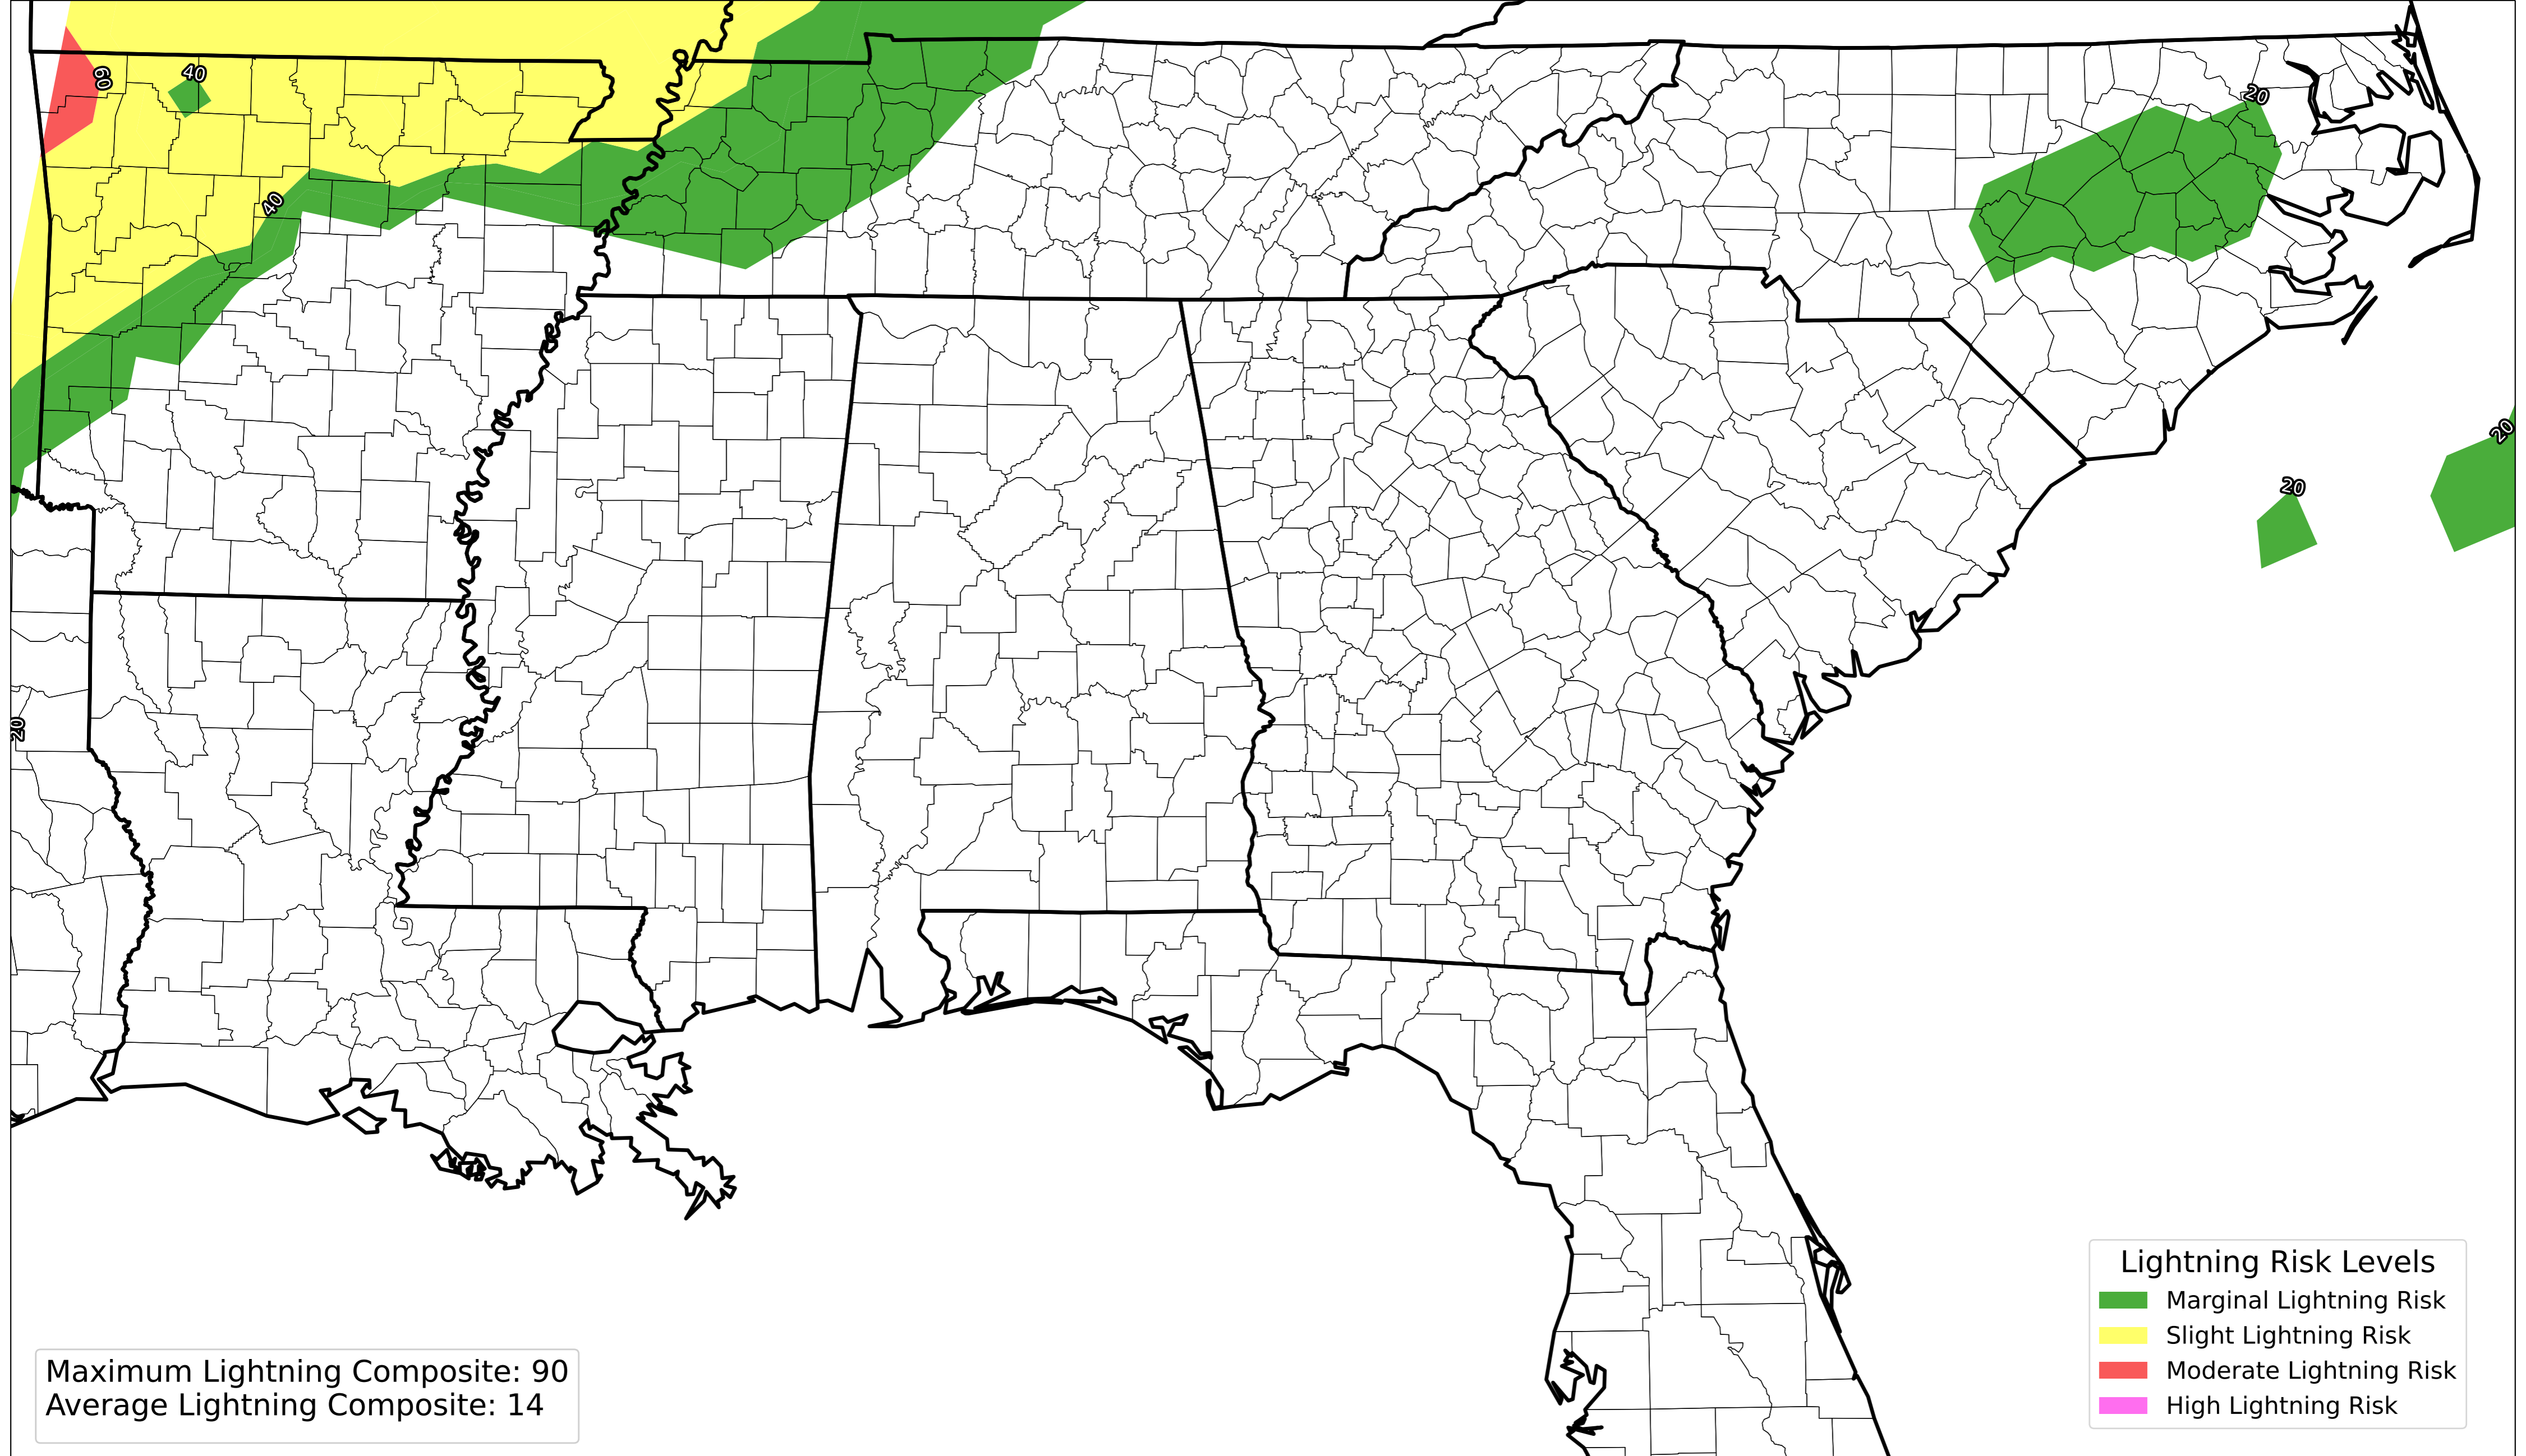 60
40
20
40
20
20
20
Maximum Lightning Composite: 90
Average Lightning Composite: 14
Lightning Risk Levels
Marginal Lightning Risk
Slight Lightning Risk
Moderate Lightning Risk
High Lightning Risk